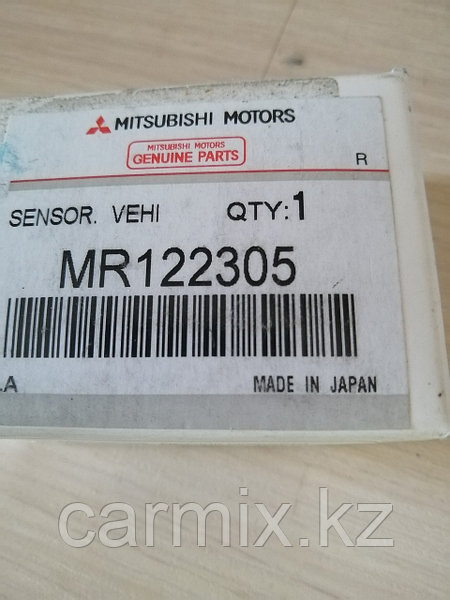 MITSUBISHI MOTORS
MITSUBISHI MOTORS
GENUINE PARTS
R
SENSOR. VEHI QTY:1
MR122305
LA MADE IN JAPAN
carmix.kz